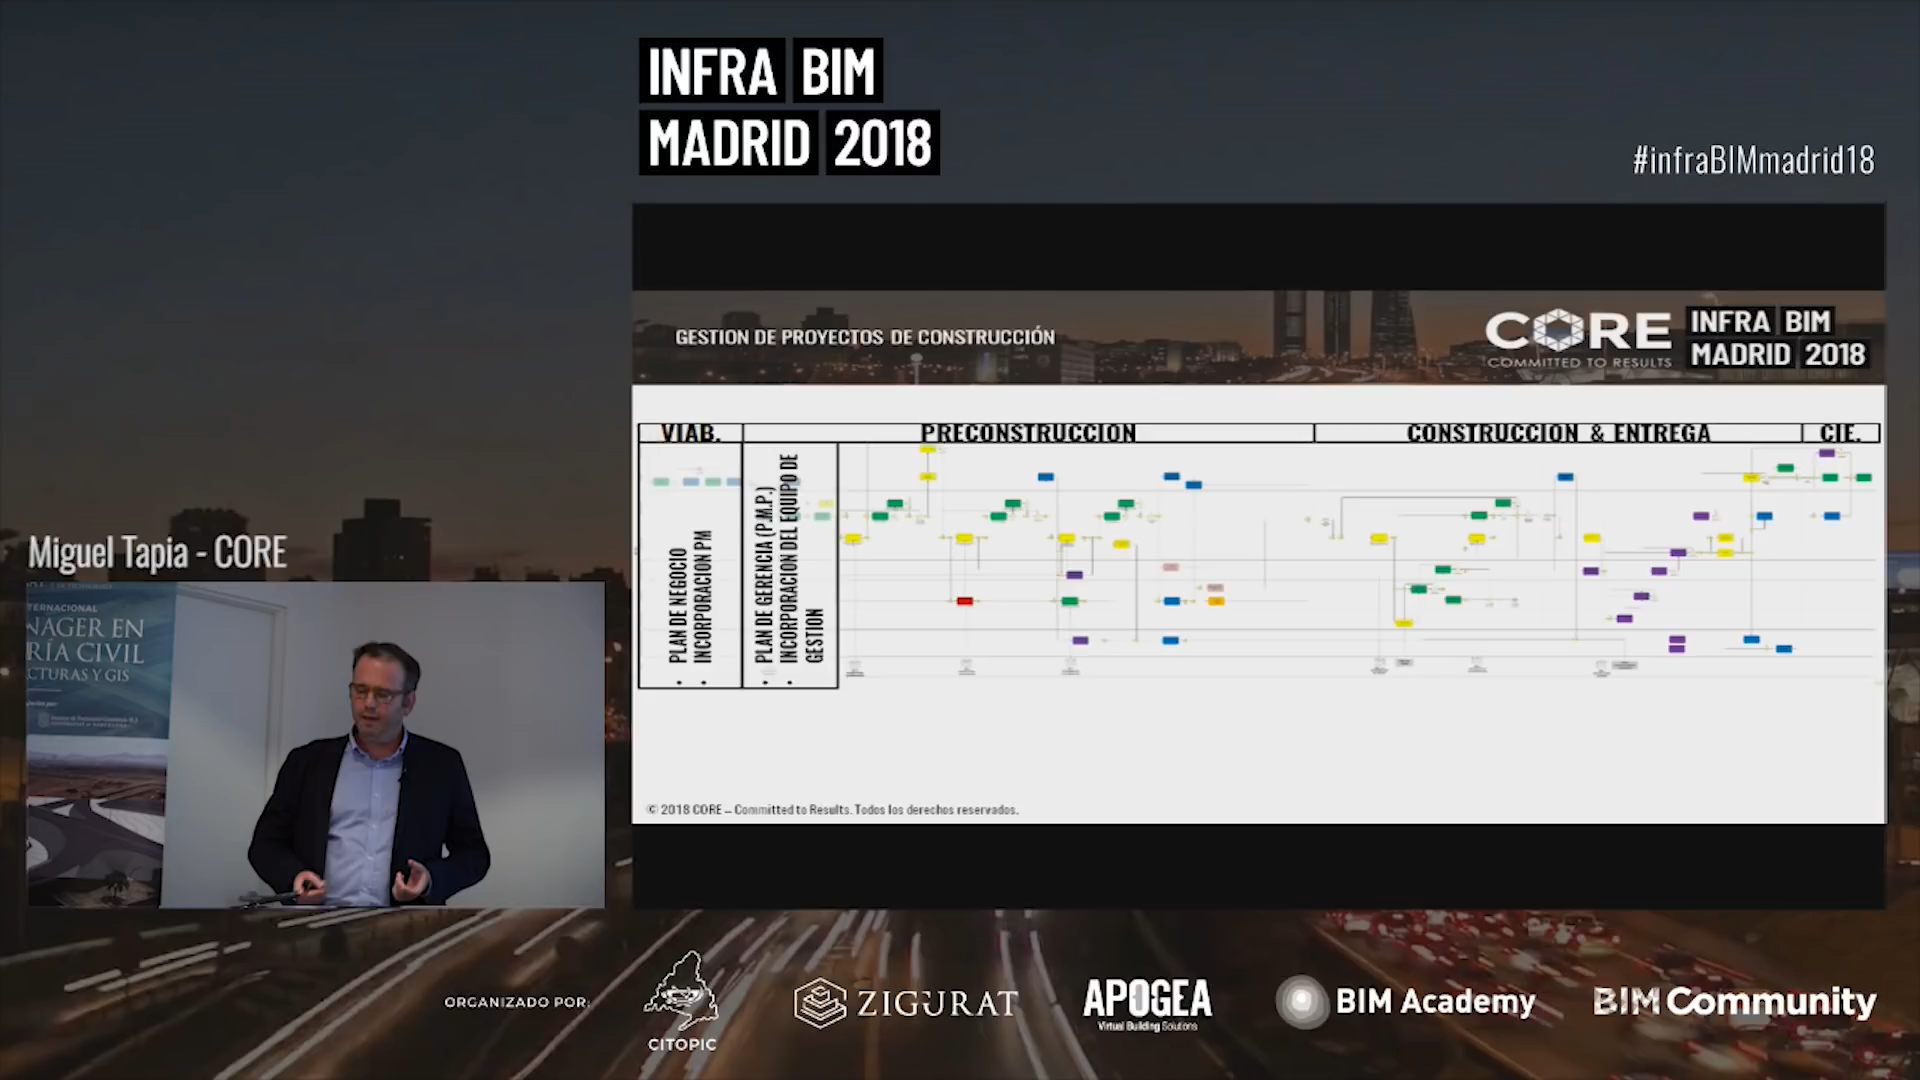 INFRA BIM
MADRID 2018
#infraBIMmadrid18
GESTION DE PROYECTOS DE CONSTRUCCIÓN
CORE
COMMITTED TO RESULTS
INFRA BIM
MADRID 2018
VIAB.
PRECONSTRUCCION
CONSTRUCCION & ENTREGA
CIE.
PLAN DE NEGOCIO
INCORPORACION PM
PLAN DE GERENCIA (P.M.P.)
INCORPORACION DEL EQUIPO DE
GESTION
© 2018 CORE – Committed to Results. Todos los derechos reservados.
Miguel Tapia - CORE
TERNACIONAL
NAGER EN
RÍA CIVIL
CTURAS Y GIS
ORGANIZADO POR:
CITOPIC
ZIGURAT
APOGEA
Virtual Building Solutions
BIM Academy
BIM Community